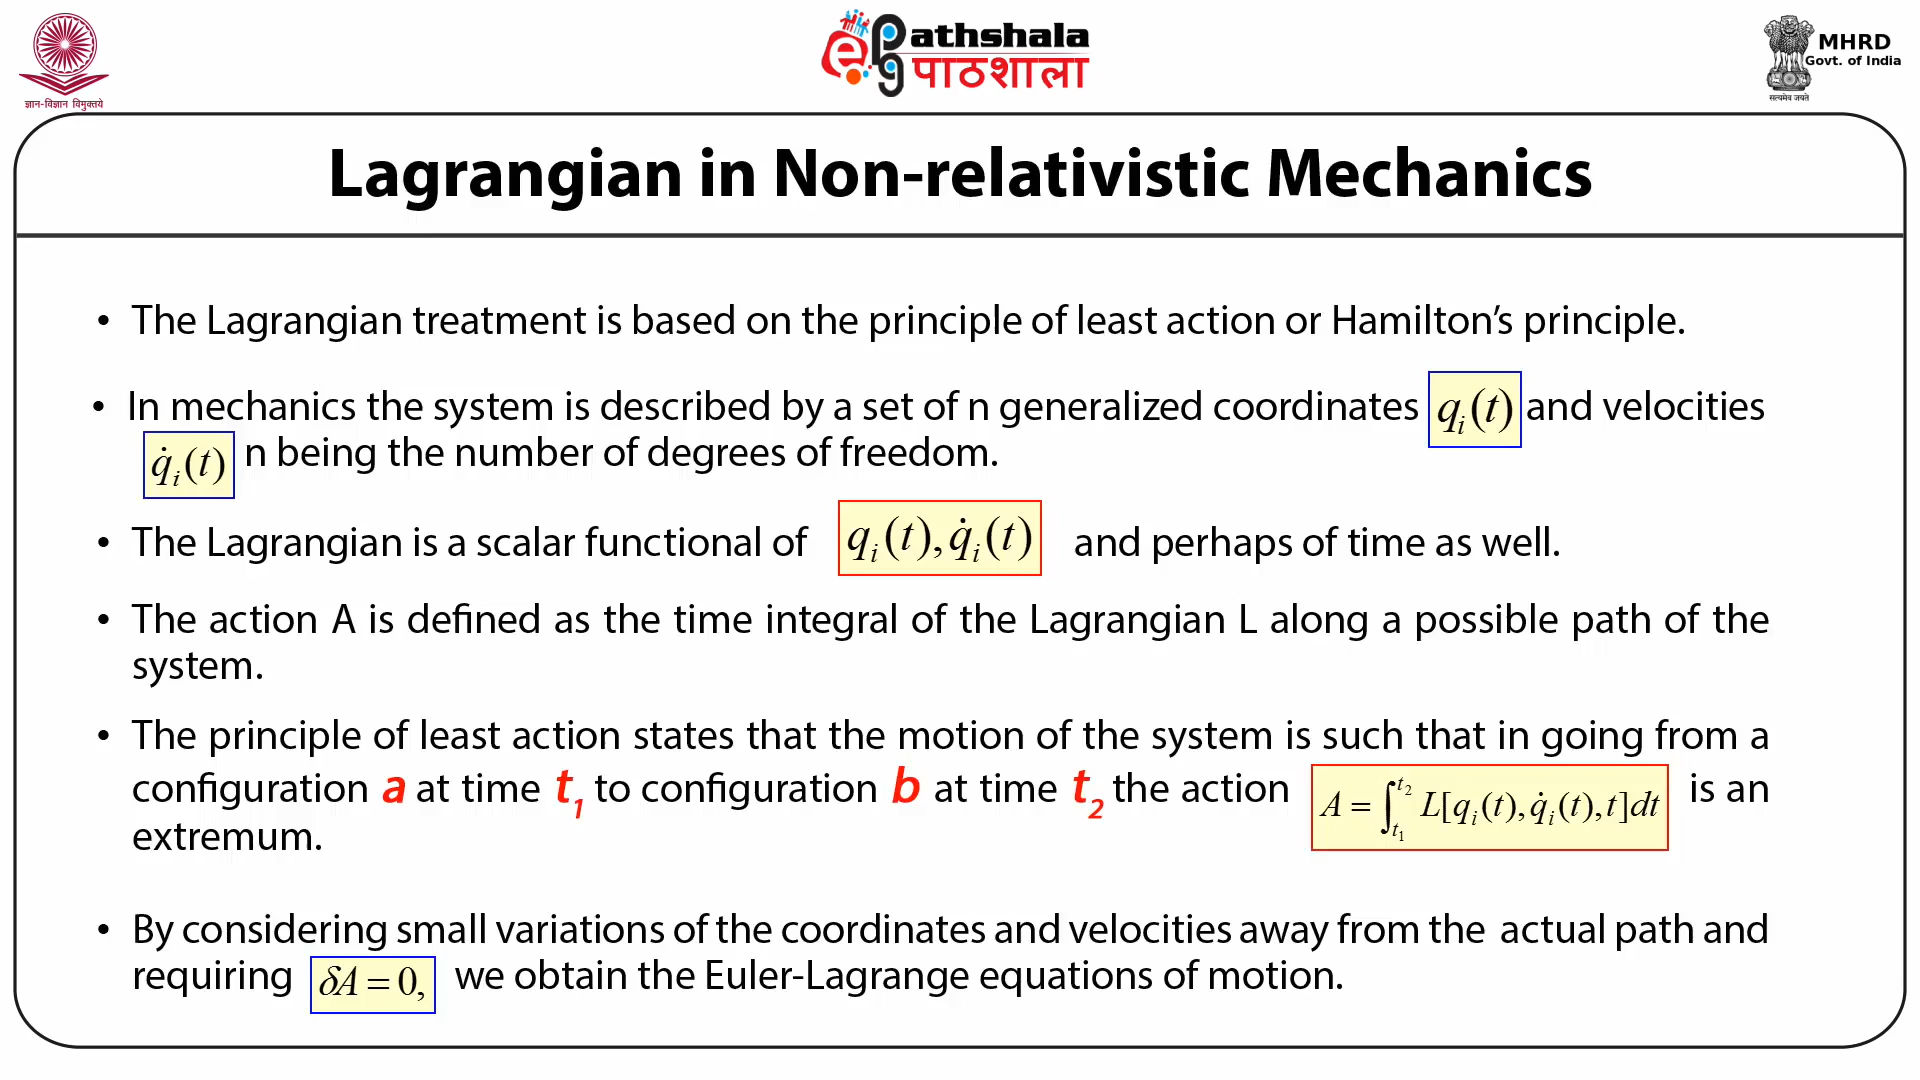 ज्ञान-विज्ञान विमुक्तये
ePathshala
पाठशाला
MHRD
Govt. of India
सत्यमेव जयते
Lagrangian in Non-relativistic Mechanics
• The Lagrangian treatment is based on the principle of least action or Hamilton’s principle.
• In mechanics the system is described by a set of n generalized coordinates qᵢ(t) and velocities
q̇ᵢ(t) n being the number of degrees of freedom.
• The Lagrangian is a scalar functional of qᵢ(t), q̇ᵢ(t) and perhaps of time as well.
• The action A is defined as the time integral of the Lagrangian L along a possible path of the
system.
• The principle of least action states that the motion of the system is such that in going from a
configuration a at time t₁ to configuration b at time t₂ the action A = ∫_{t₁}^{t₂} L[qᵢ(t), q̇ᵢ(t), t]dt is an
extremum.
• By considering small variations of the coordinates and velocities away from the actual path and
requiring δA = 0, we obtain the Euler-Lagrange equations of motion.